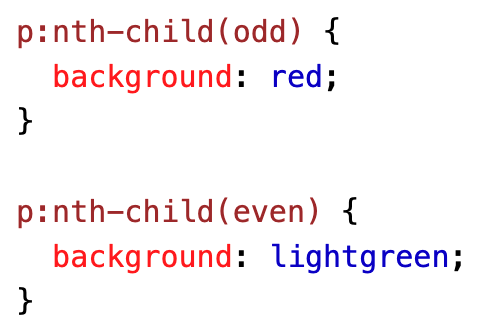 p:nth-child(odd) {
  background: red;
}

p:nth-child(even) {
  background: lightgreen;
}